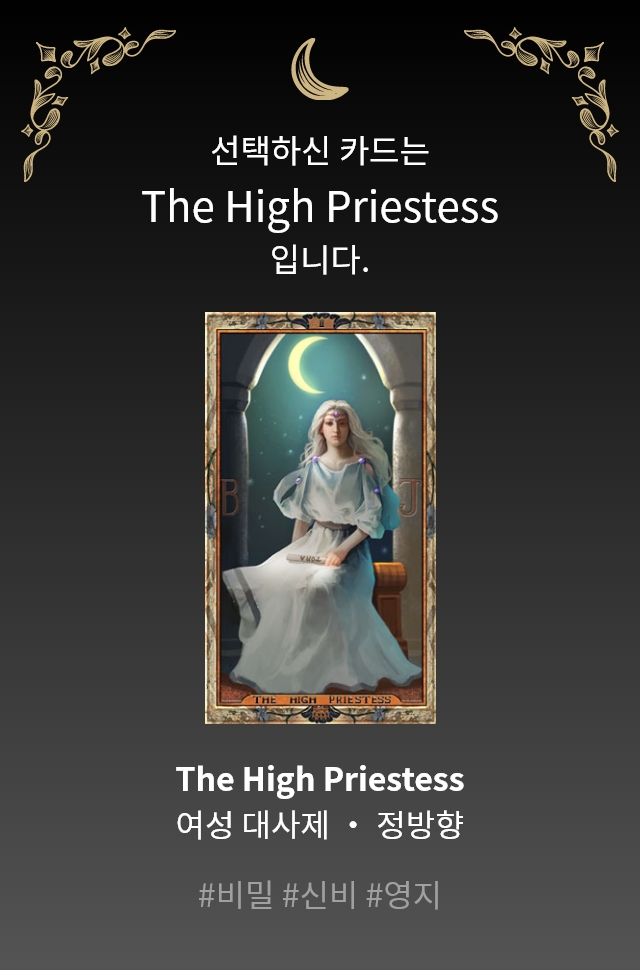 선택하신 카드는
The High Priestess
입니다.
II
B J
THE HIGH PRIESTESS
The High Priestess
여성 대사제 • 정방향
#비밀 #신비 #영지